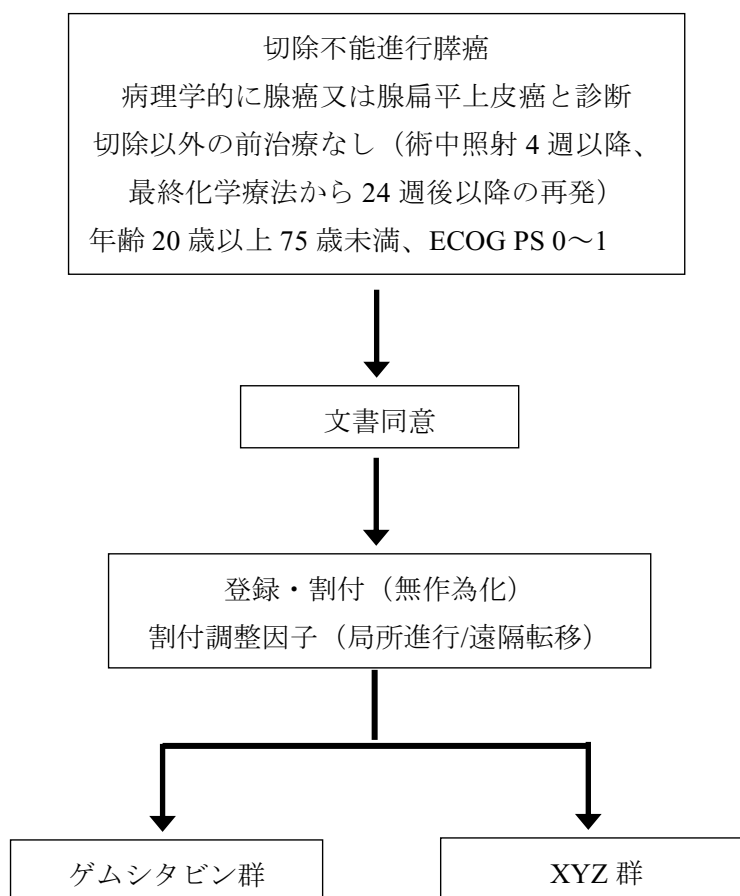 切除不能進行膵癌
病理学的に腺癌又は腺扁平上皮癌と診断
切除以外の前治療なし（術中照射 4 週以降、
最終化学療法から 24 週後以降の再発）
年齢 20 歳以上 75 歳未満、ECOG PS 0～1
文書同意
登録・割付（無作為化）
割付調整因子（局所進行/遠隔転移）
ゲムシタビン群
XYZ 群